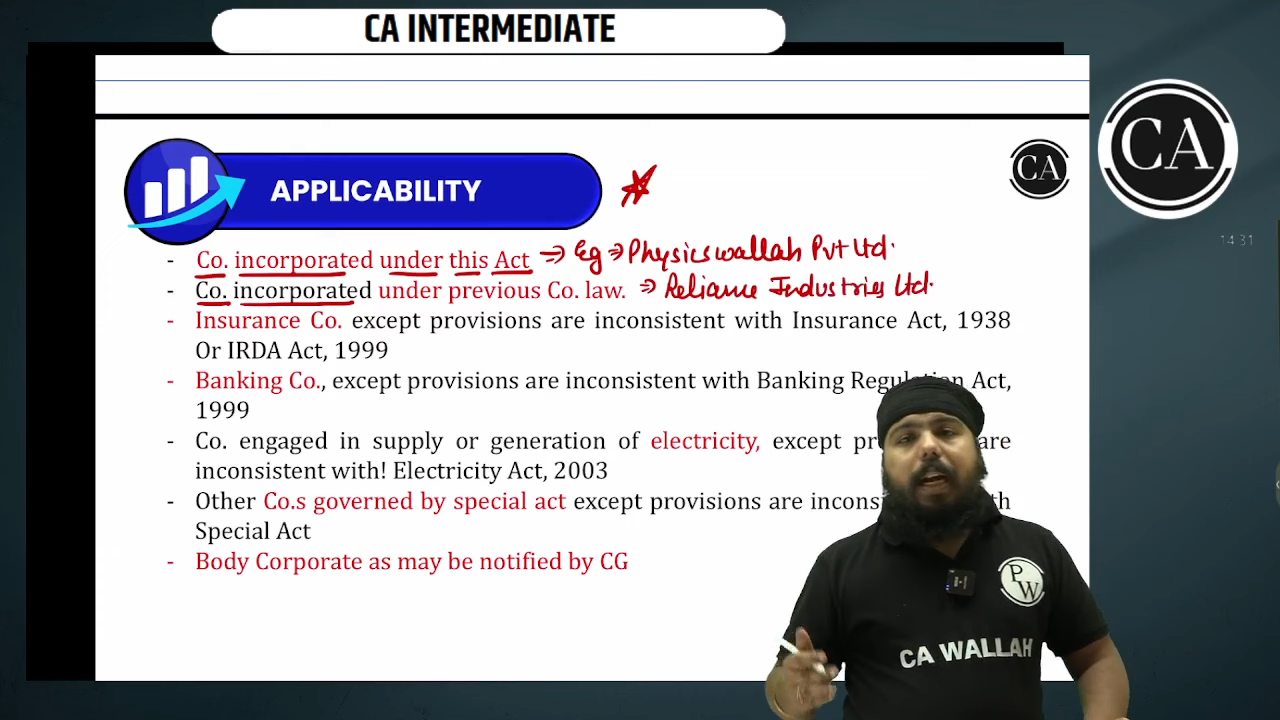 CA INTERMEDIATE
CA
CA
14 31
APPLICABILITY
- Co. incorporated under this Act => Eg => Physicswallah Pvt Ltd.
- Co. incorporated under previous Co. law. => Reliance Industries Ltd.
- Insurance Co. except provisions are inconsistent with Insurance Act, 1938
Or IRDA Act, 1999
- Banking Co., except provisions are inconsistent with Banking Regulation Act,
1999
- Co. engaged in supply or generation of electricity, except are
inconsistent with! Electricity Act, 2003
- Other Co.s governed by special act except provisions are
Special Act
- Body Corporate as may be notified by CG
PW
CA WALLAH